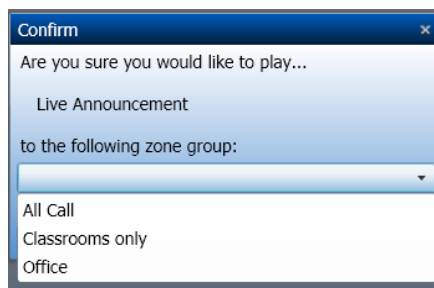 Confirm
Are you sure you would like to play...
Live Announcement
to the following zone group:
All Call
Classrooms only
Office